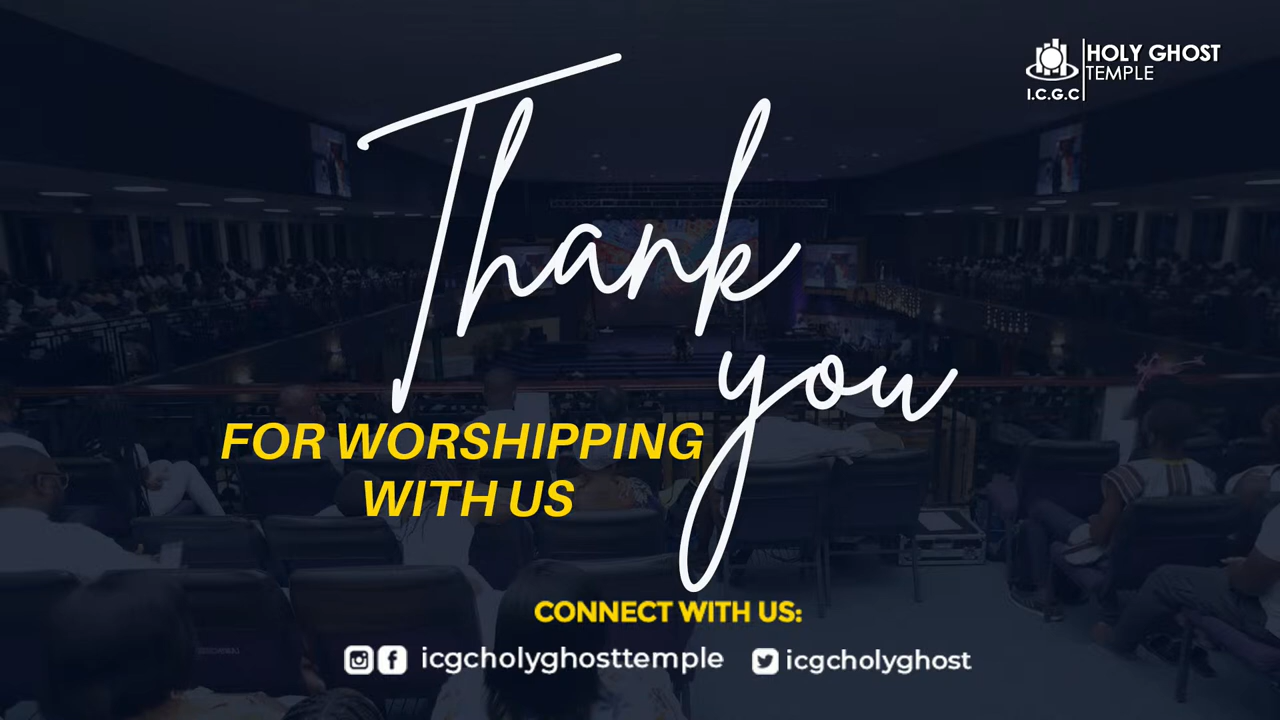 HOLY GHOST
TEMPLE
I.C.G.C
Thank
you
FOR WORSHIPPING
WITH US
CONNECT WITH US:
icgcholyghosttemple icgcholyghost